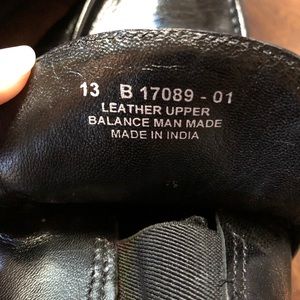 13 B 17089 - 01
LEATHER UPPER
BALANCE MAN MADE
MADE IN INDIA